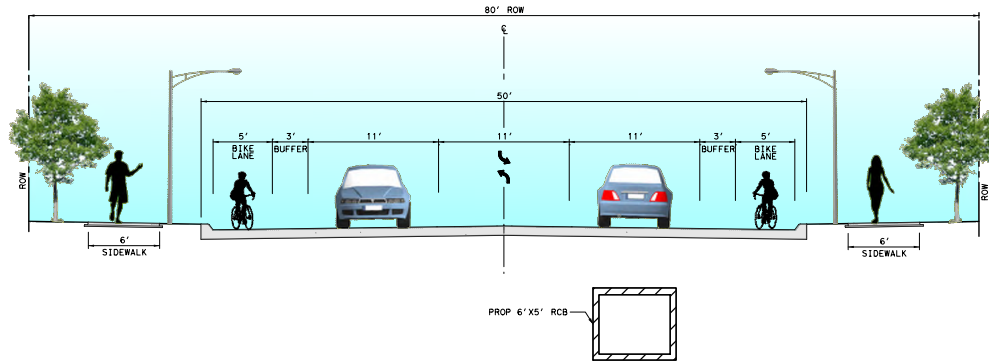 80' ROW
℄
50'
5'
3'
11'
11'
11'
3'
5'
BIKE
LANE
BUFFER
BUFFER
BIKE
LANE
ROW
ROW
6'
SIDEWALK
6'
SIDEWALK
PROP 6'X5' RCB